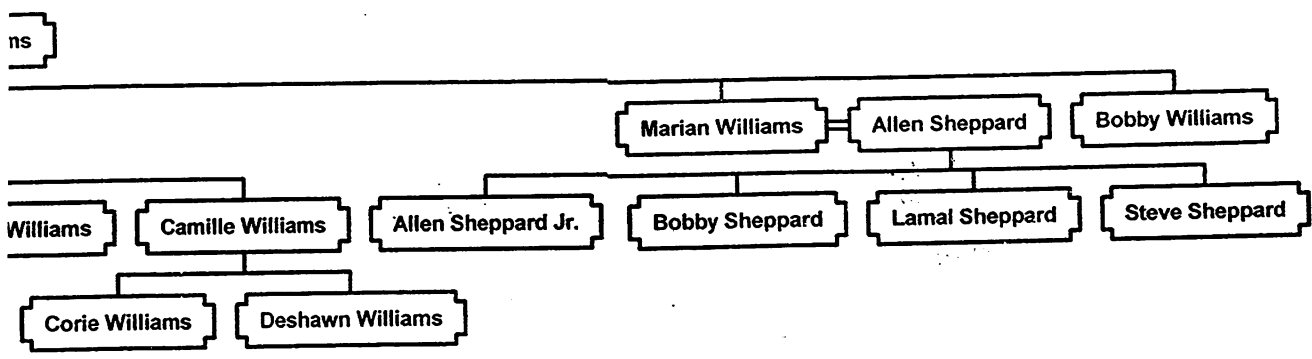 ms
Marian Williams
Allen Sheppard
Bobby Williams
Williams
Camille Williams
Allen Sheppard Jr.
Bobby Sheppard
Lamal Sheppard
Steve Sheppard
Corie Williams
Deshawn Williams